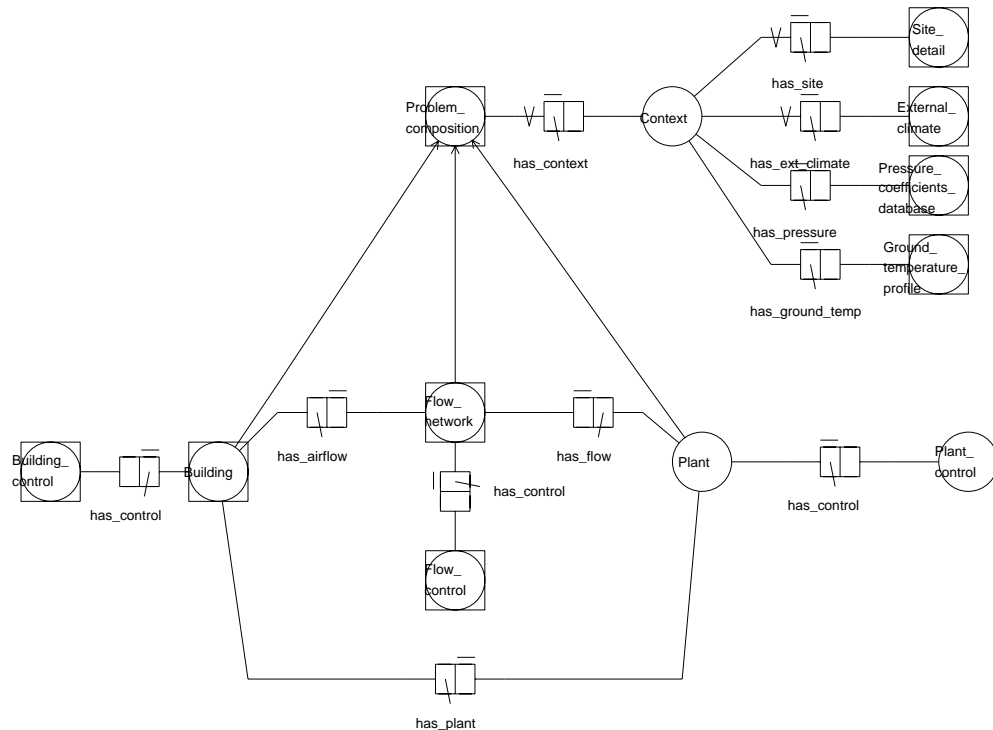 Site_
detail
has_site
Problem_
composition
Context
External_
climate
has_context
has_ext_climate
Pressure_
coefficients_
database
has_pressure
Ground_
temperature_
profile
has_ground_temp
Flow_
network
has_airflow
has_flow
Building_
control
Building
Plant
Plant_
control
has_control
has_control
has_control
Flow_
control
has_plant